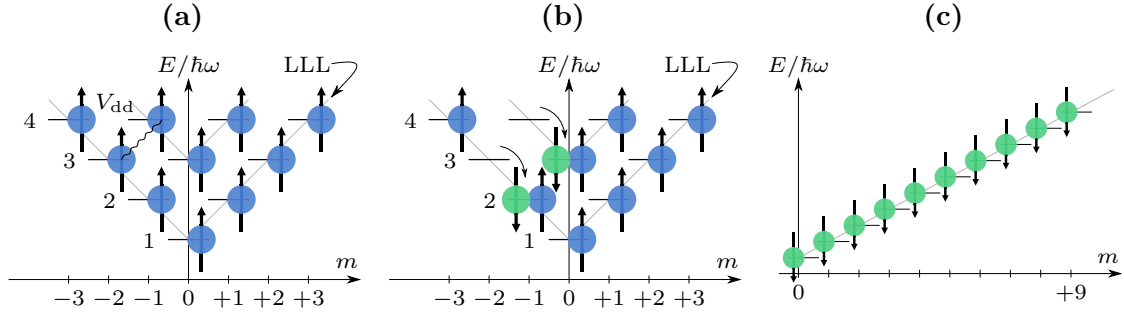 (a)
E/ħω
LLL
V_dd
4
3
2
1
m
−3 −2 −1 0 +1 +2 +3
(b)
E/ħω
LLL
4
3
2
1
m
−3 −2 −1 0 +1 +2 +3
(c)
E/ħω
m
0 +9